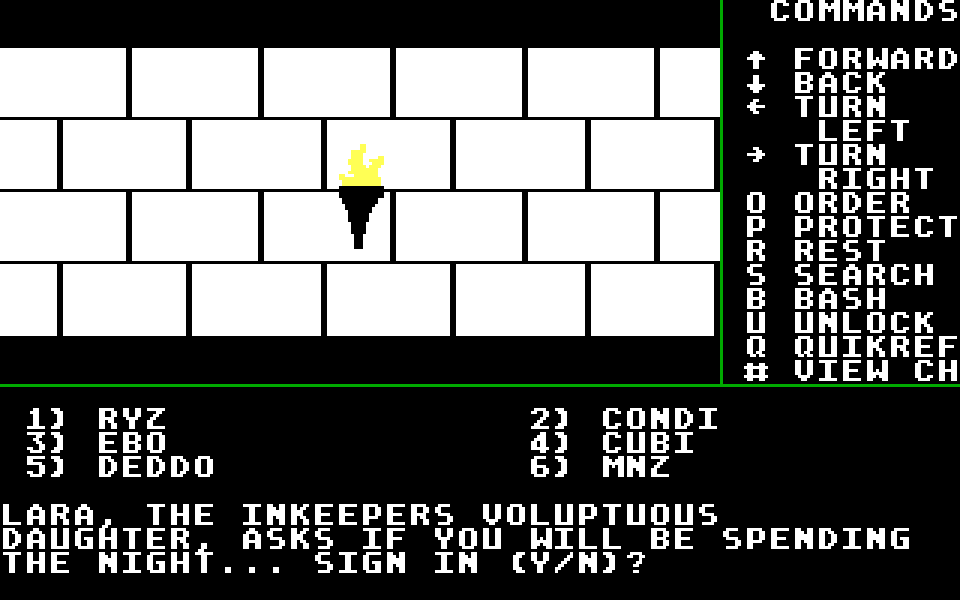 COMMANDS
↑ FORWARD
↓ BACK
← TURN
LEFT
→ TURN
RIGHT
O ORDER
P PROTECT
R REST
S SEARCH
B BASH
U UNLOCK
Q QUIKREF
# VIEW CH
1) RYZ 2) CONDI
3) EBO 4) CUBI
5) DEDDO 6) MNZ
LARA, THE INKEEPERS VOLUPTUOUS
DAUGHTER, ASKS IF YOU WILL BE SPENDING
THE NIGHT... SIGN IN (Y/N)?